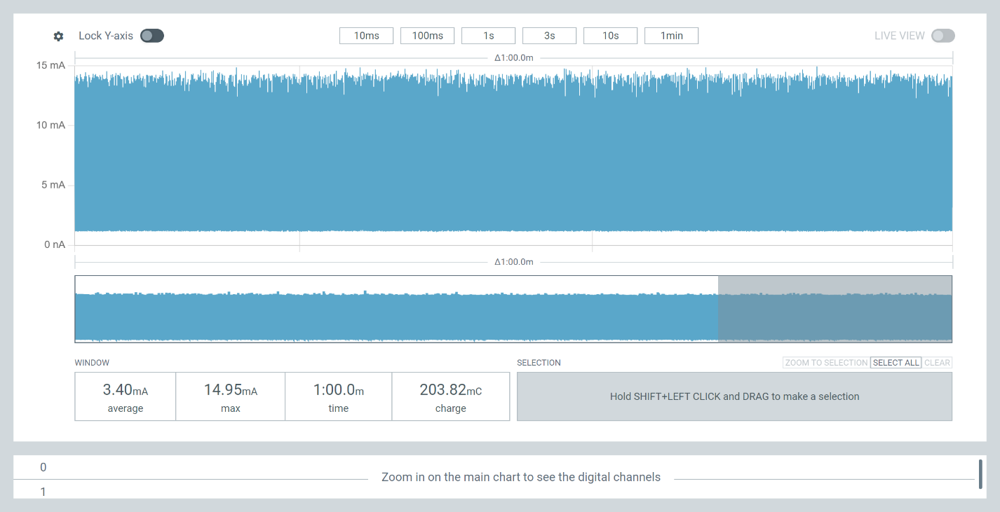 Lock Y-axis 10ms 100ms 1s 3s 10s 1min LIVE VIEW
Δ1:00.0m
15 mA
10 mA
5 mA
0 nA
Δ1:00.0m
WINDOW SELECTION ZOOM TO SELECTION SELECT ALL CLEAR
3.40mA 14.95mA 1:00.0m 203.82mC
average max time charge
Hold SHIFT+LEFT CLICK and DRAG to make a selection
0
Zoom in on the main chart to see the digital channels
1